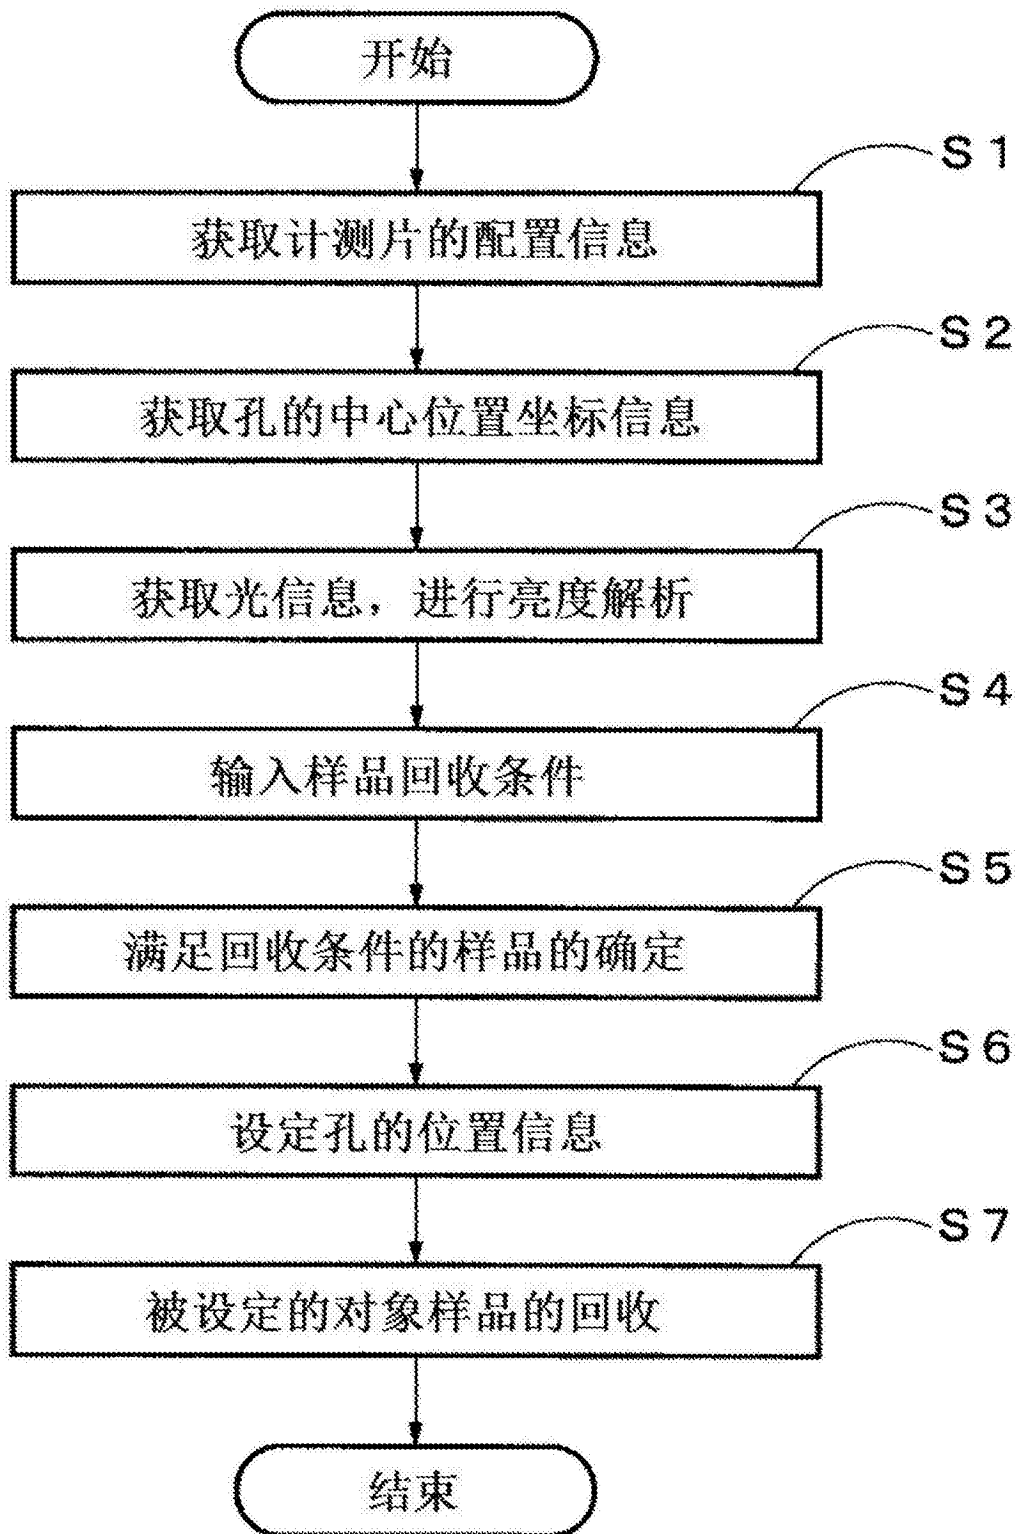 开始
S1
获取计测片的配置信息
S2
获取孔的中心位置坐标信息
S3
获取光信息，进行亮度解析
S4
输入样品回收条件
S5
满足回收条件的样品的确定
S6
设定孔的位置信息
S7
被设定的对象样品的回收
结束